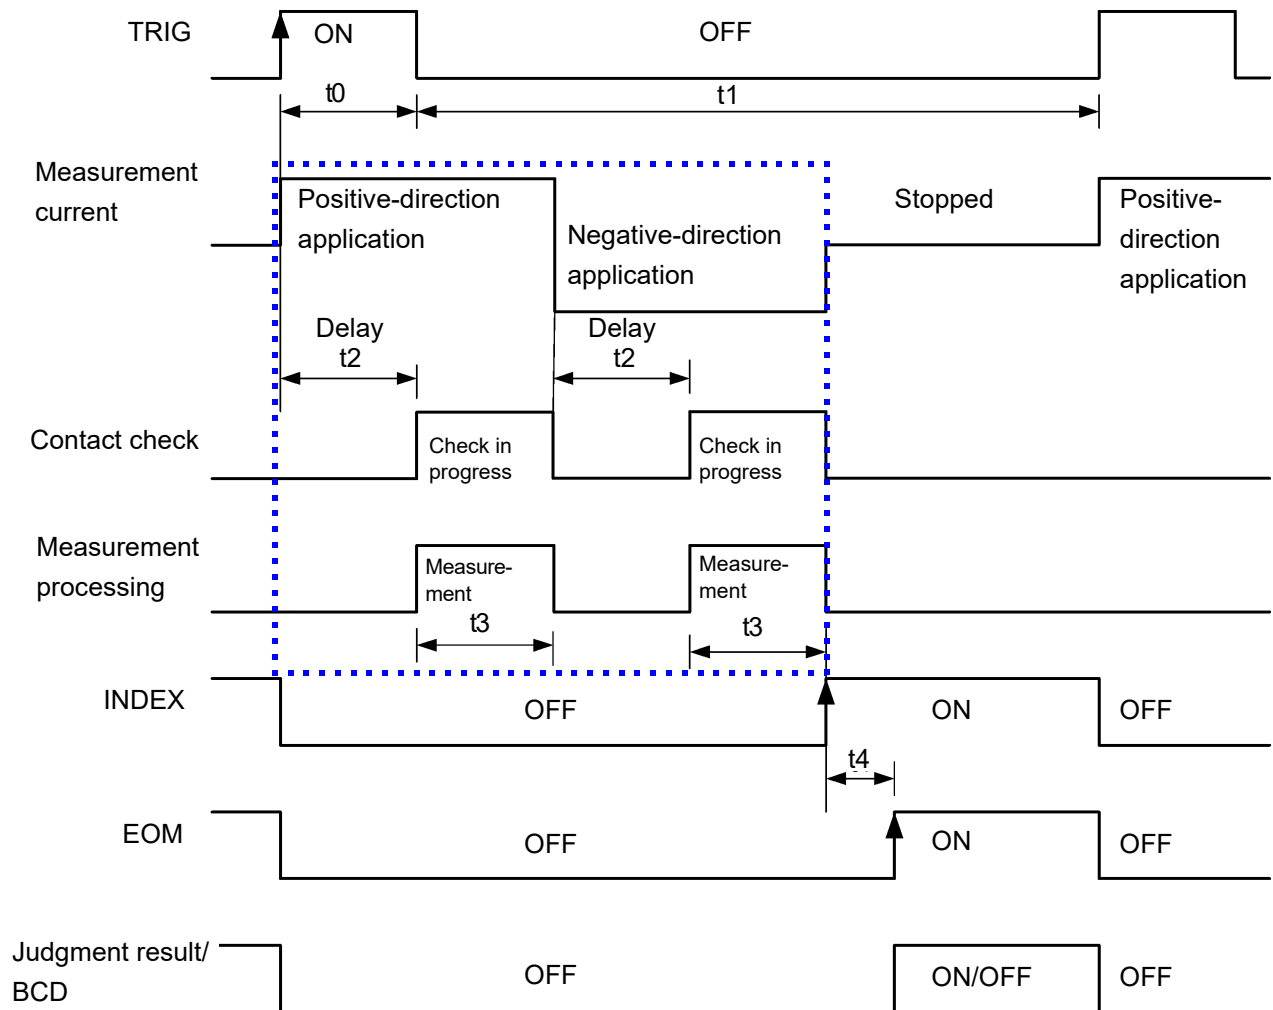 TRIG
ON
OFF
t0
t1
Measurement
current
Positive-direction
application
Negative-direction
application
Stopped
Positive-
direction
application
Delay
t2
Delay
t2
Contact check
Check in
progress
Check in
progress
Measurement
processing
Measure-
ment
t3
Measure-
ment
t3
INDEX
OFF
ON
OFF
t4
EOM
OFF
ON
OFF
Judgment result/
BCD
OFF
ON/OFF
OFF